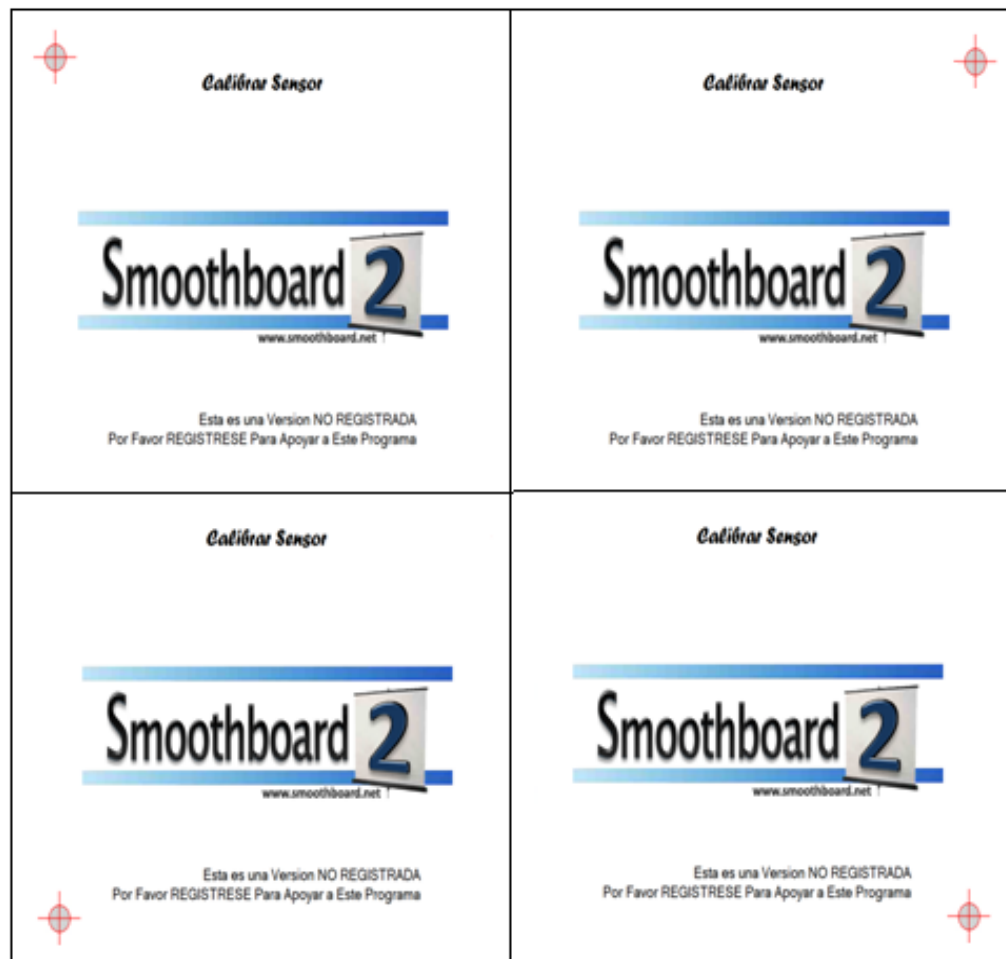 Calibrar Sensor
Smoothboard 2
www.smoothboard.net
Esta es una Version NO REGISTRADA
Por Favor REGISTRESE Para Apoyar a Este Programa
Calibrar Sensor
Smoothboard 2
www.smoothboard.net
Esta es una Version NO REGISTRADA
Por Favor REGISTRESE Para Apoyar a Este Programa
Calibrar Sensor
Smoothboard 2
www.smoothboard.net
Esta es una Version NO REGISTRADA
Por Favor REGISTRESE Para Apoyar a Este Programa
Calibrar Sensor
Smoothboard 2
www.smoothboard.net
Esta es una Version NO REGISTRADA
Por Favor REGISTRESE Para Apoyar a Este Programa